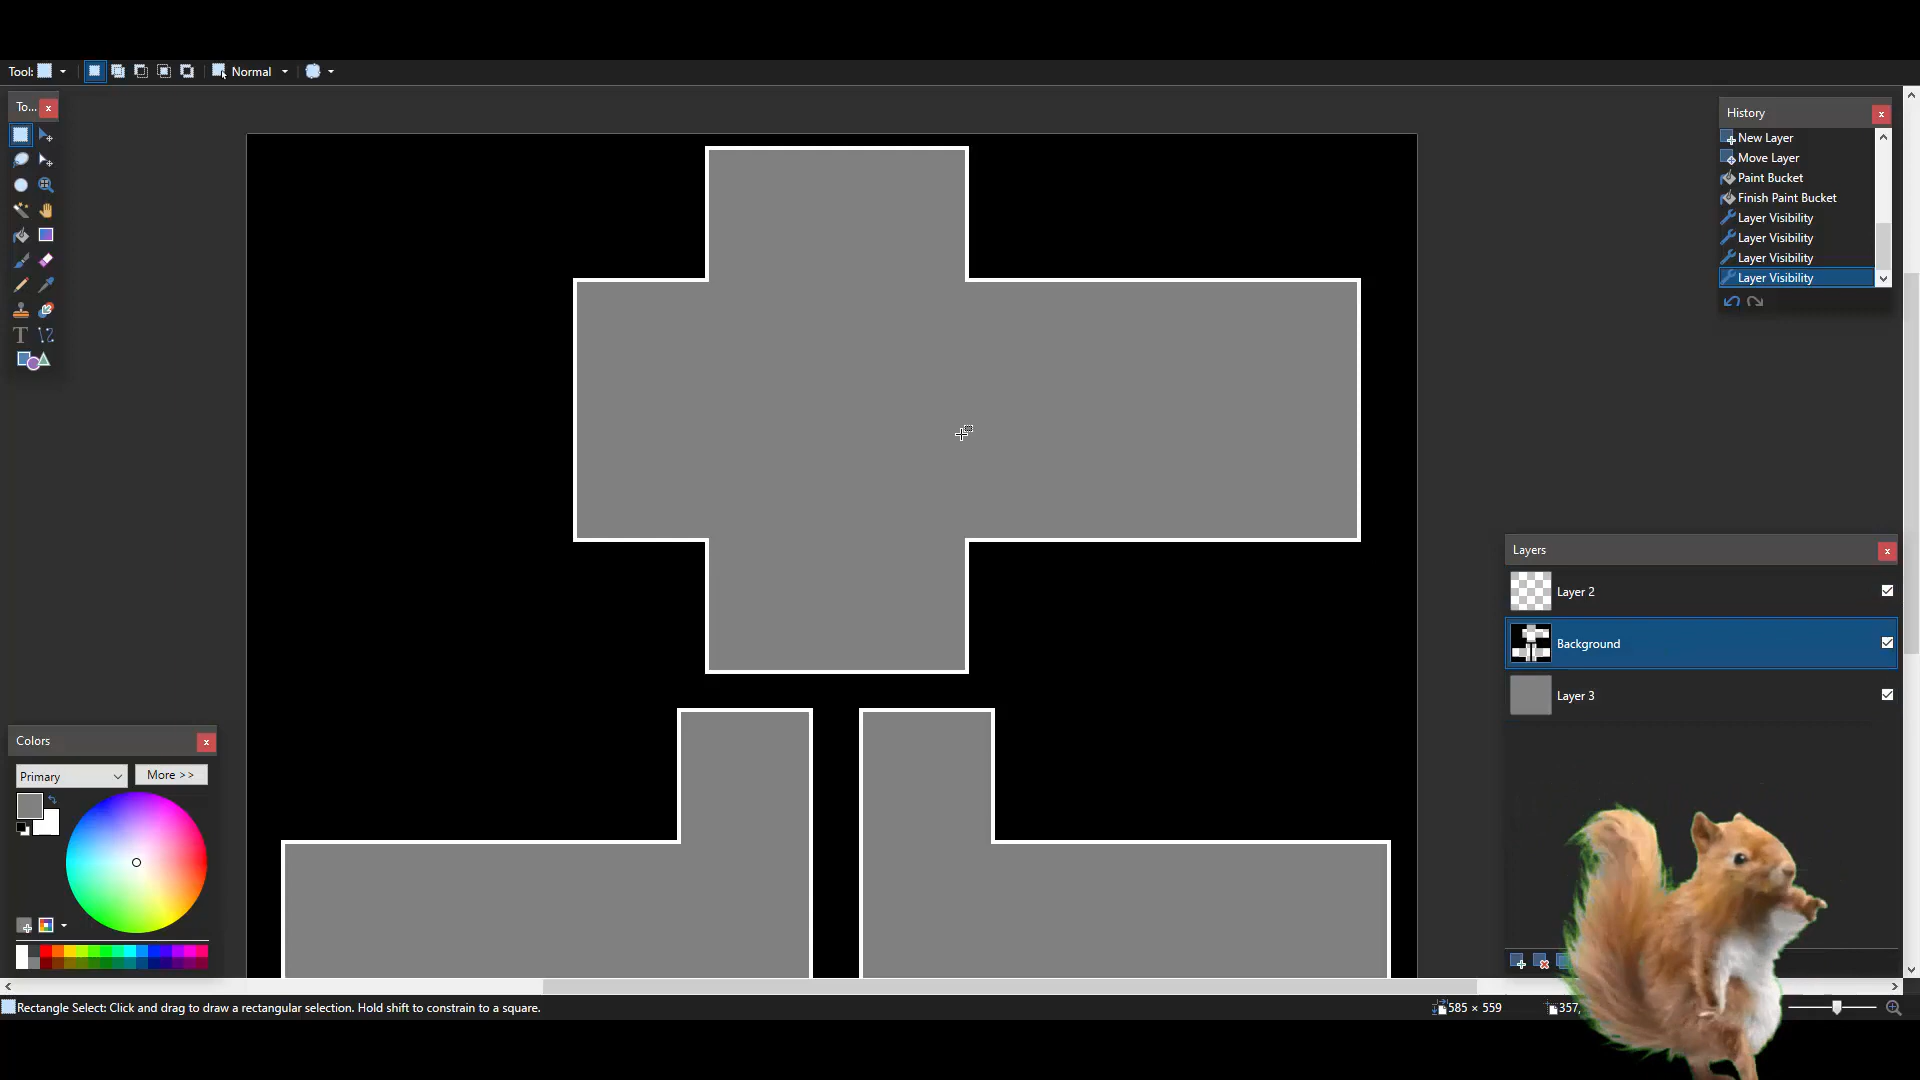 Tool:
Normal
To...
History
New Layer
Move Layer
Paint Bucket
Finish Paint Bucket
Layer Visibility
Layer Visibility
Layer Visibility
Layer Visibility
Layers
Layer 2
Background
Layer 3
Colors
Primary
More >>
Rectangle Select: Click and drag to draw a rectangular selection. Hold shift to constrain to a square.
585 × 559
357,